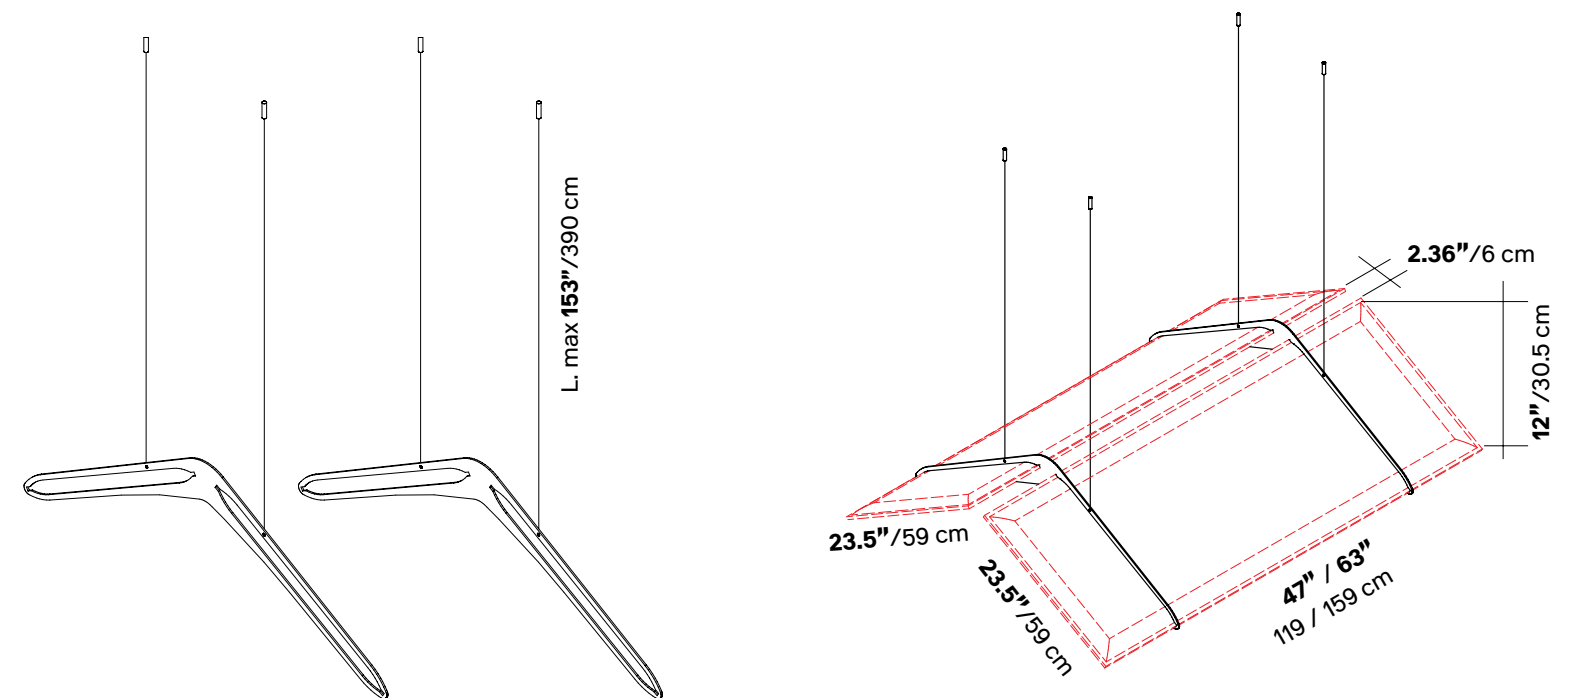 L. max 153”/390 cm
2.36”/6 cm
12”/30.5 cm
23.5”/59 cm
23.5”/59 cm
47” / 63”
119 / 159 cm